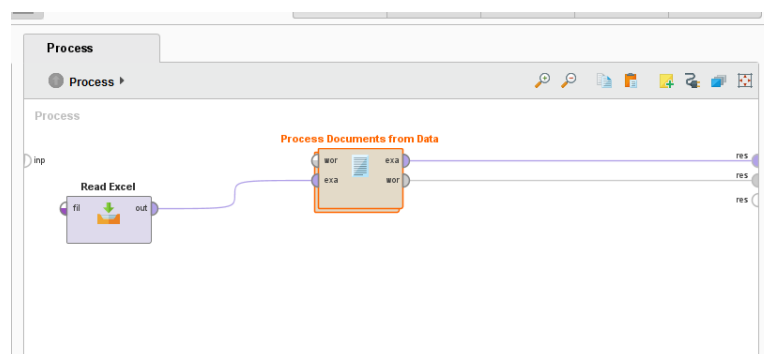 Process
Process
Process
Process Documents from Data
inp
wor
exa
res
exa
wor
res
Read Excel
fil
out
res